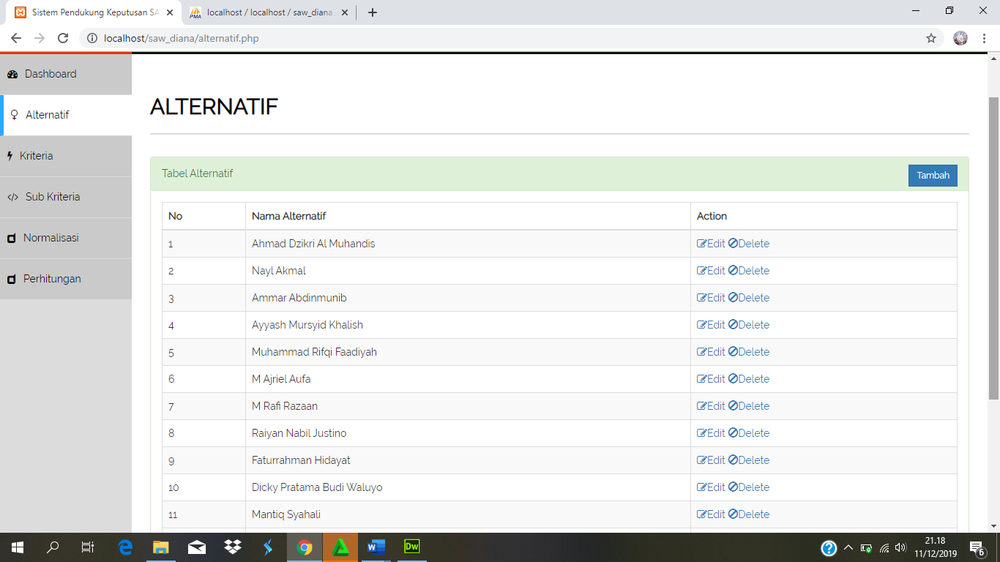 Sistem Pendukung Keputusan SA
localhost / localhost / saw_diana
localhost/saw_diana/alternatif.php
Dashboard
Alternatif
Kriteria
Sub Kriteria
Normalisasi
Perhitungan
ALTERNATIF
Tabel Alternatif
Tambah
No Nama Alternatif Action
1 Ahmad Dzikri Al Muhandis Edit Delete
2 Nayl Akmal Edit Delete
3 Ammar Abdinmunib Edit Delete
4 Ayyash Mursyid Khalish Edit Delete
5 Muhammad Rifqi Faadiyah Edit Delete
6 M Ajriel Aufa Edit Delete
7 M Rafi Razaan Edit Delete
8 Raiyan Nabil Justino Edit Delete
9 Faturrahman Hidayat Edit Delete
10 Dicky Pratama Budi Waluyo Edit Delete
11 Mantiq Syahali Edit Delete
Dw
21.18
11/12/2019
6